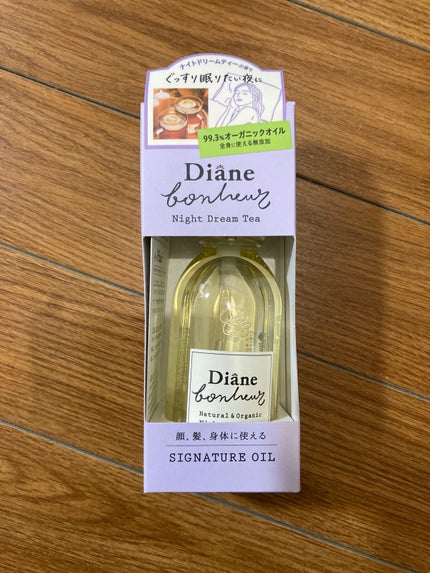 ナイトドリームティーの香り
ぐっすり眠りたい夜に
99.3%オーガニックオイル
全身に使える無添加
Diâne
bonheur
Night Dream Tea
Diâne
bonheur
Natural & Organic
顔、髪、身体に使える
SIGNATURE OIL